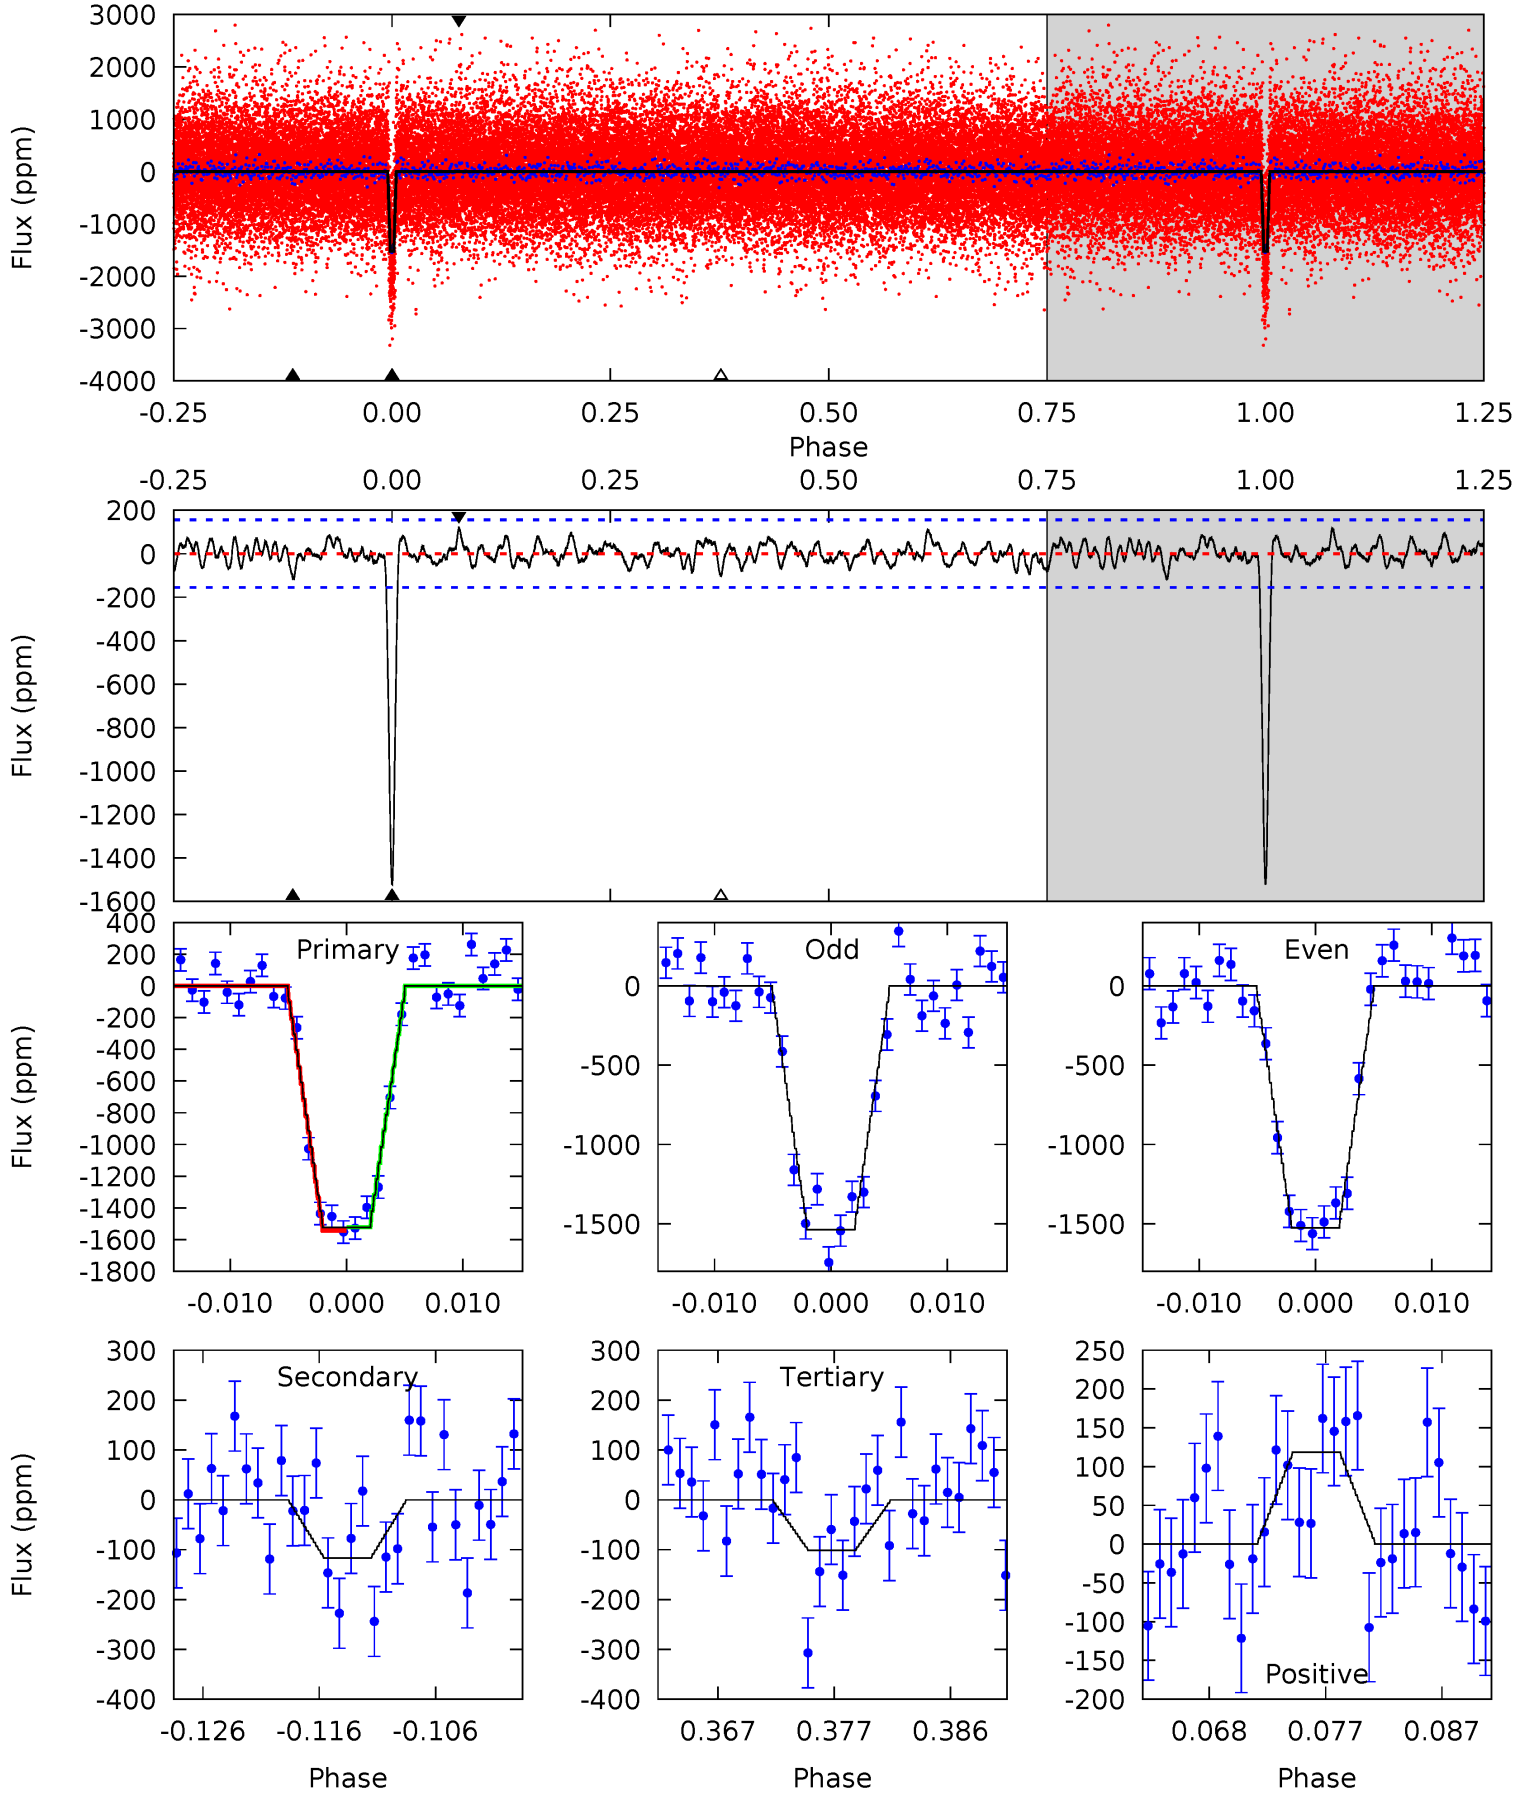 3000
2000
1000
0
-1000
-2000
-3000
-4000
Flux (ppm)
-0.25 0.00 0.25 0.50 0.75 1.00 1.25
Phase
-0.25 0.00 0.25 0.50 0.75 1.00 1.25
200
0
-200
-400
-600
-800
-1000
-1200
-1400
-1600
Flux (ppm)
400
200
0
-200
-400
-600
-800
-1000
-1200
-1400
-1600
-1800
Flux (ppm)
Primary
-0.010 0.000 0.010
0
-500
-1000
-1500
Odd
-0.010 0.000 0.010
0
-500
-1000
-1500
Even
-0.010 0.000 0.010
300
200
100
0
-100
-200
-300
-400
Flux (ppm)
Secondary
-0.126 -0.116 -0.106
Phase
300
200
100
0
-100
-200
-300
-400
Tertiary
0.367 0.377 0.386
Phase
250
200
150
100
50
0
-50
-100
-150
-200
Positive
0.068 0.077 0.087
Phase